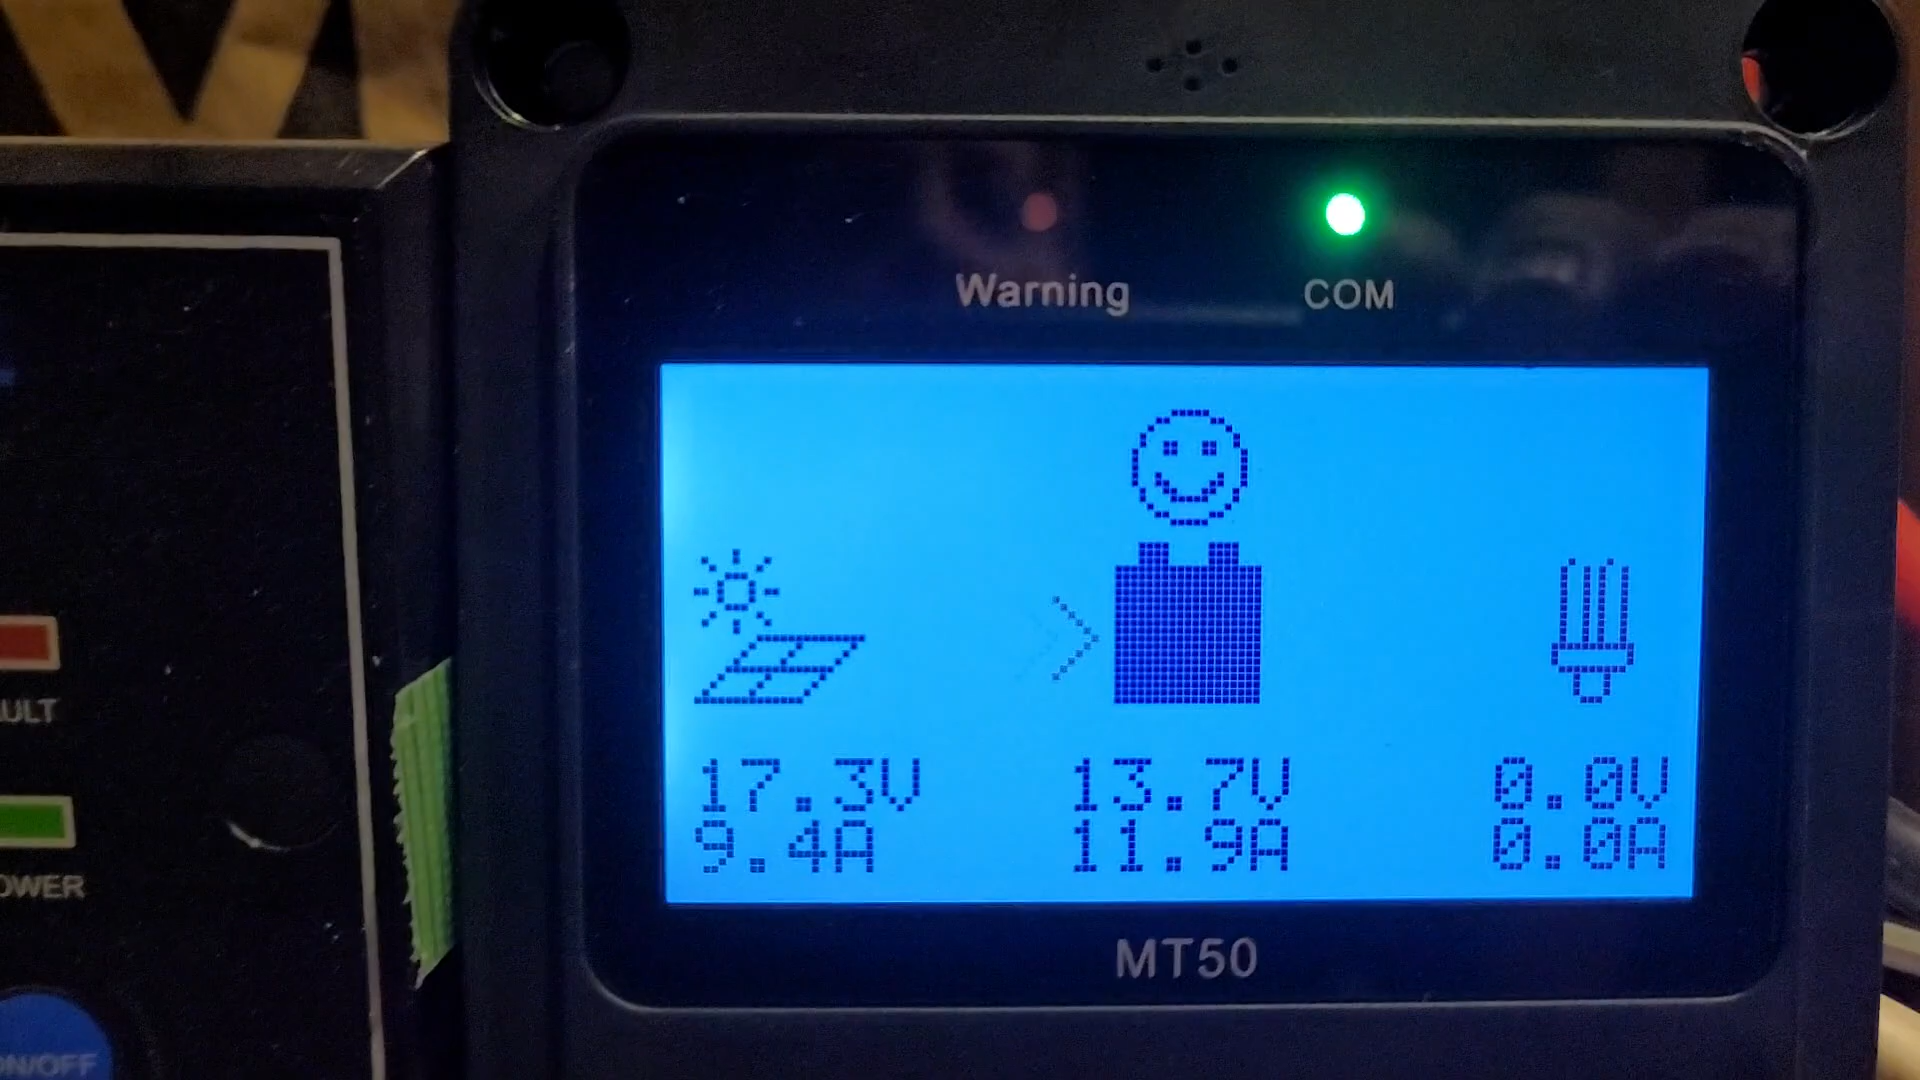 Warning COM
17.3V 13.7V 0.0V
9.4A 11.9A 0.0A
MT50
ULT
OWER
ON/OFF